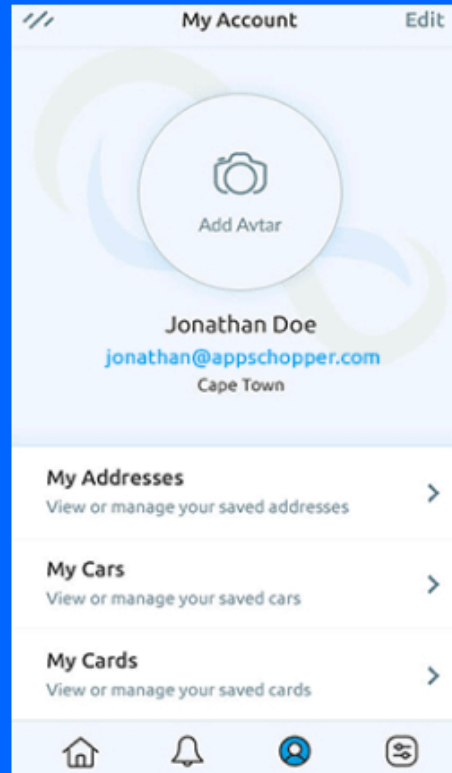 My Account
Edit
Add Avtar
Jonathan Doe
jonathan@appschopper.com
Cape Town
My Addresses
View or manage your saved addresses
My Cars
View or manage your saved cars
My Cards
View or manage your saved cards